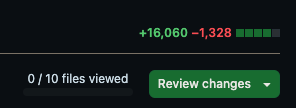 +16,060 −1,328
0 / 10 files viewed
Review changes